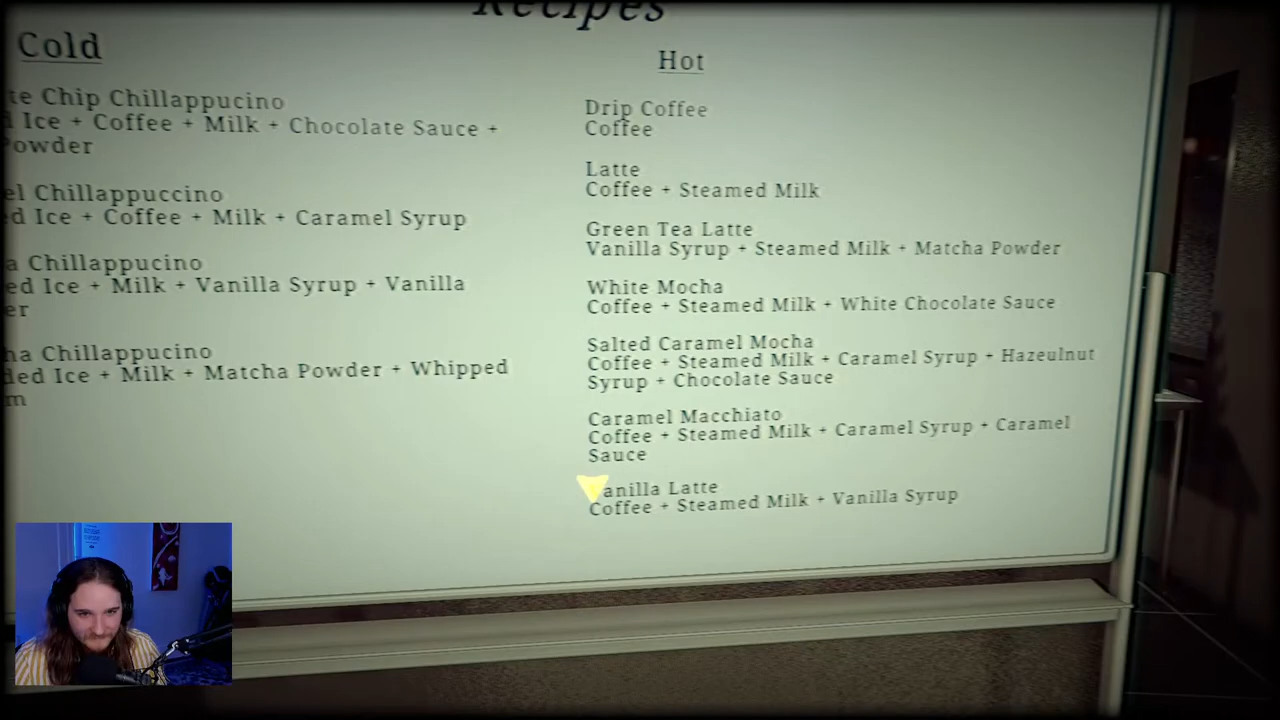 Recipes
Cold
te Chip Chillappucino
d Ice + Coffee + Milk + Chocolate Sauce +
Powder
el Chillappuccino
ed Ice + Coffee + Milk + Caramel Syrup
a Chillappucino
ed Ice + Milk + Vanilla Syrup + Vanilla
er
ha Chillappucino
ded Ice + Milk + Matcha Powder + Whipped
m
Hot
Drip Coffee
Coffee
Latte
Coffee + Steamed Milk
Green Tea Latte
Vanilla Syrup + Steamed Milk + Matcha Powder
White Mocha
Coffee + Steamed Milk + White Chocolate Sauce
Salted Caramel Mocha
Coffee + Steamed Milk + Caramel Syrup + Hazeulnut
Syrup + Chocolate Sauce
Caramel Macchiato
Coffee + Steamed Milk + Caramel Syrup + Caramel
Sauce
Vanilla Latte
Coffee + Steamed Milk + Vanilla Syrup